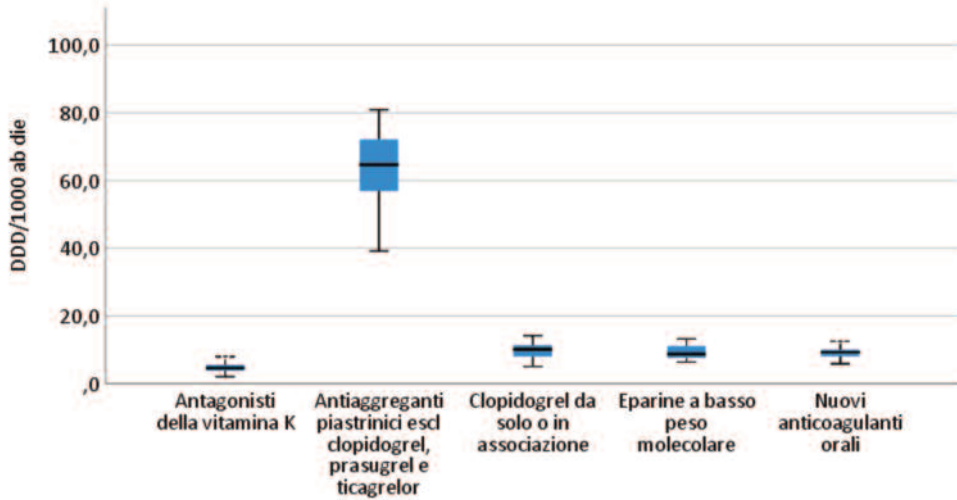 DDD/1000 ab die
100,0
80,0
60,0
40,0
20,0
,0
Antagonisti
della vitamina K
Antiaggreganti
piastrinici escl
clopidogrel,
prasugrel e
ticagrelor
Clopidogrel da
solo o in
associazione
Eparine a basso
peso
molecolare
Nuovi
anticoagulanti
orali